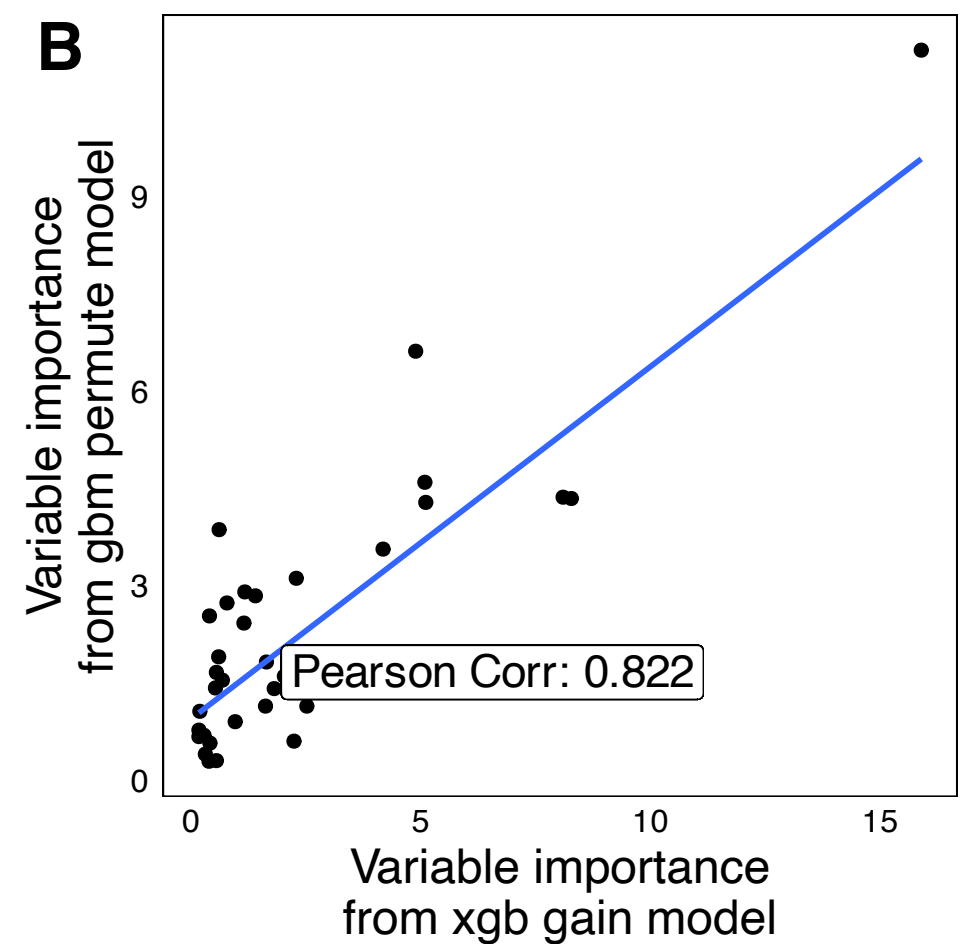 B
Variable importance
from gbm permute model
9
6
3
0
Pearson Corr: 0.822
0 5 10 15
Variable importance
from xgb gain model